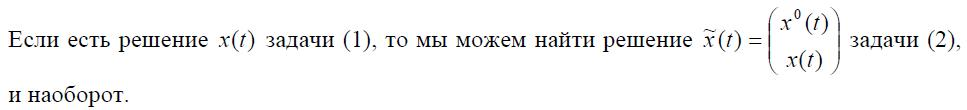 Если есть решение x(t) задачи (1), то мы можем найти решение x̃(t) = (x⁰(t) x(t)) задачи (2),
и наоборот.